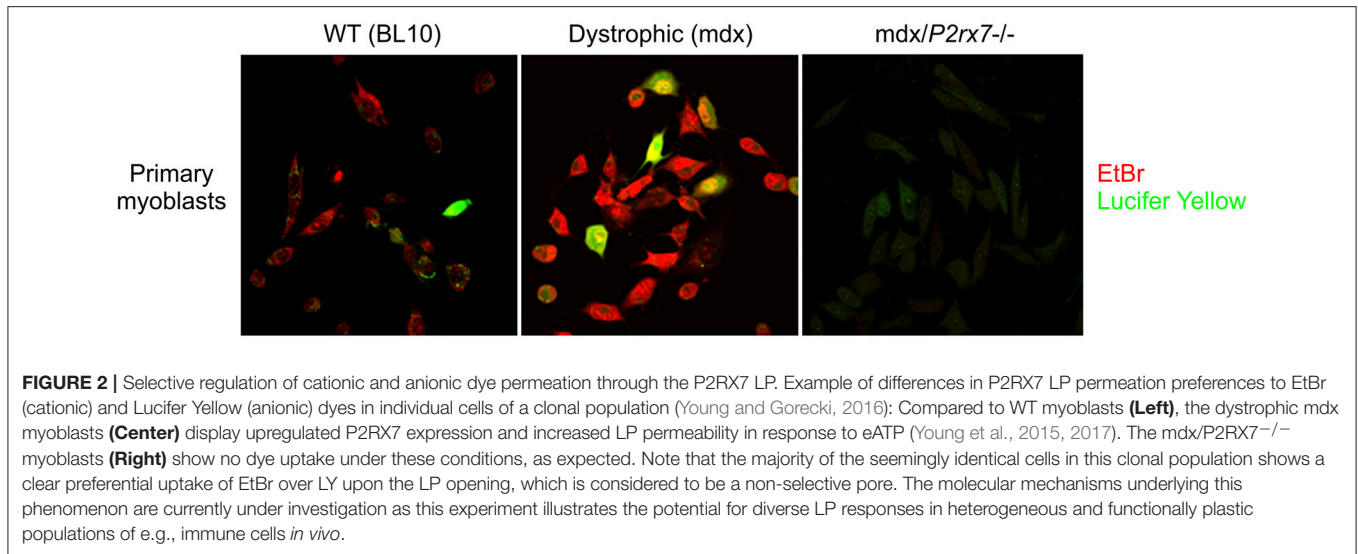 WT (BL10) Dystrophic (mdx) mdx/P2rx7-/-
Primary
myoblasts
EtBr
Lucifer Yellow
FIGURE 2 | Selective regulation of cationic and anionic dye permeation through the P2RX7 LP. Example of differences in P2RX7 LP permeation preferences to EtBr
(cationic) and Lucifer Yellow (anionic) dyes in individual cells of a clonal population (Young and Gorecki, 2016): Compared to WT myoblasts (Left), the dystrophic mdx
myoblasts (Center) display upregulated P2RX7 expression and increased LP permeability in response to eATP (Young et al., 2015, 2017). The mdx/P2RX7−/−
myoblasts (Right) show no dye uptake under these conditions, as expected. Note that the majority of the seemingly identical cells in this clonal population shows a
clear preferential uptake of EtBr over LY upon the LP opening, which is considered to be a non-selective pore. The molecular mechanisms underlying this
phenomenon are currently under investigation as this experiment illustrates the potential for diverse LP responses in heterogeneous and functionally plastic
populations of e.g., immune cells in vivo.